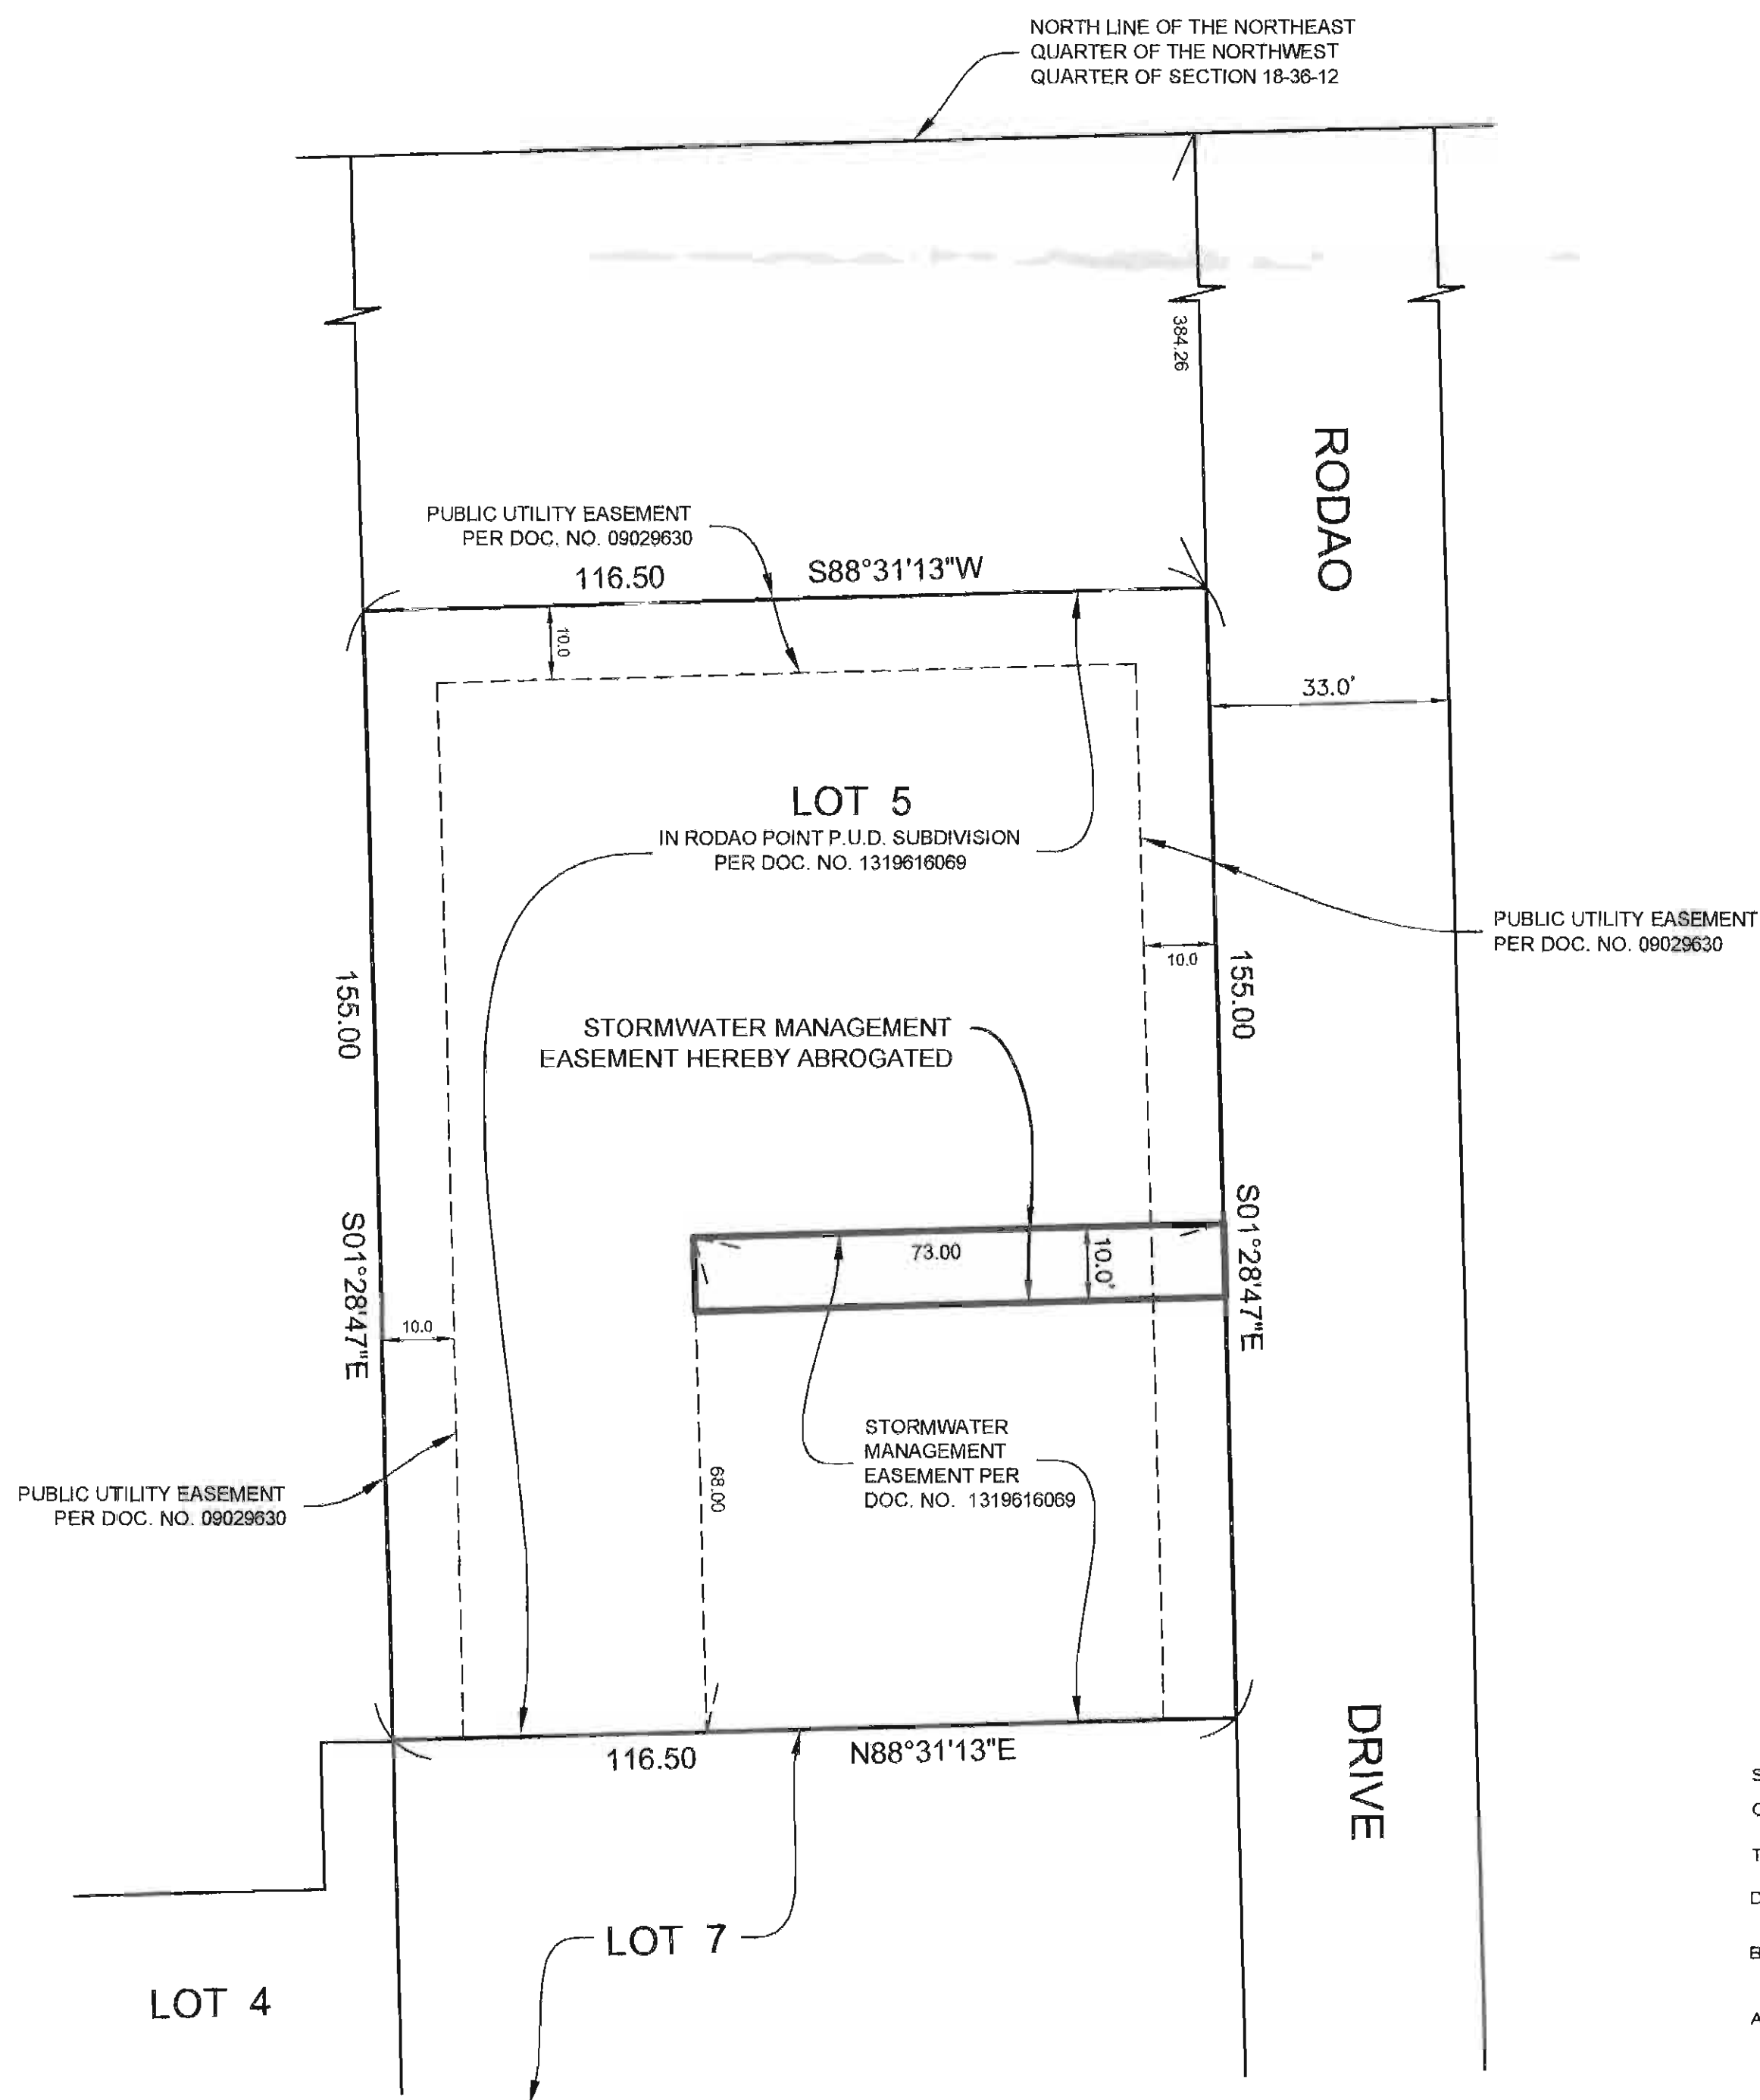 NORTH LINE OF THE NORTHEAST
QUARTER OF THE NORTHWEST
QUARTER OF SECTION 18-36-12
384.26
RODAO
PUBLIC UTILITY EASEMENT
PER DOC. NO. 09029630
116.50 S88°31'13"W
10.0
33.0'
LOT 5
IN RODAO POINT P.U.D. SUBDIVISION
PER DOC. NO. 1319616069
PUBLIC UTILITY EASEMENT
PER DOC. NO. 09029630
10.0
155.00
155.00
STORMWATER MANAGEMENT
EASEMENT HEREBY ABROGATED
S01°28'47"E
S01°28'47"E
73.00
10.0'
10.0
STORMWATER
MANAGEMENT
EASEMENT PER
DOC. NO. 1319616069
68.00
PUBLIC UTILITY EASEMENT
PER DOC. NO. 09029630
116.50 N88°31'13"E
DRIVE
LOT 7
LOT 4